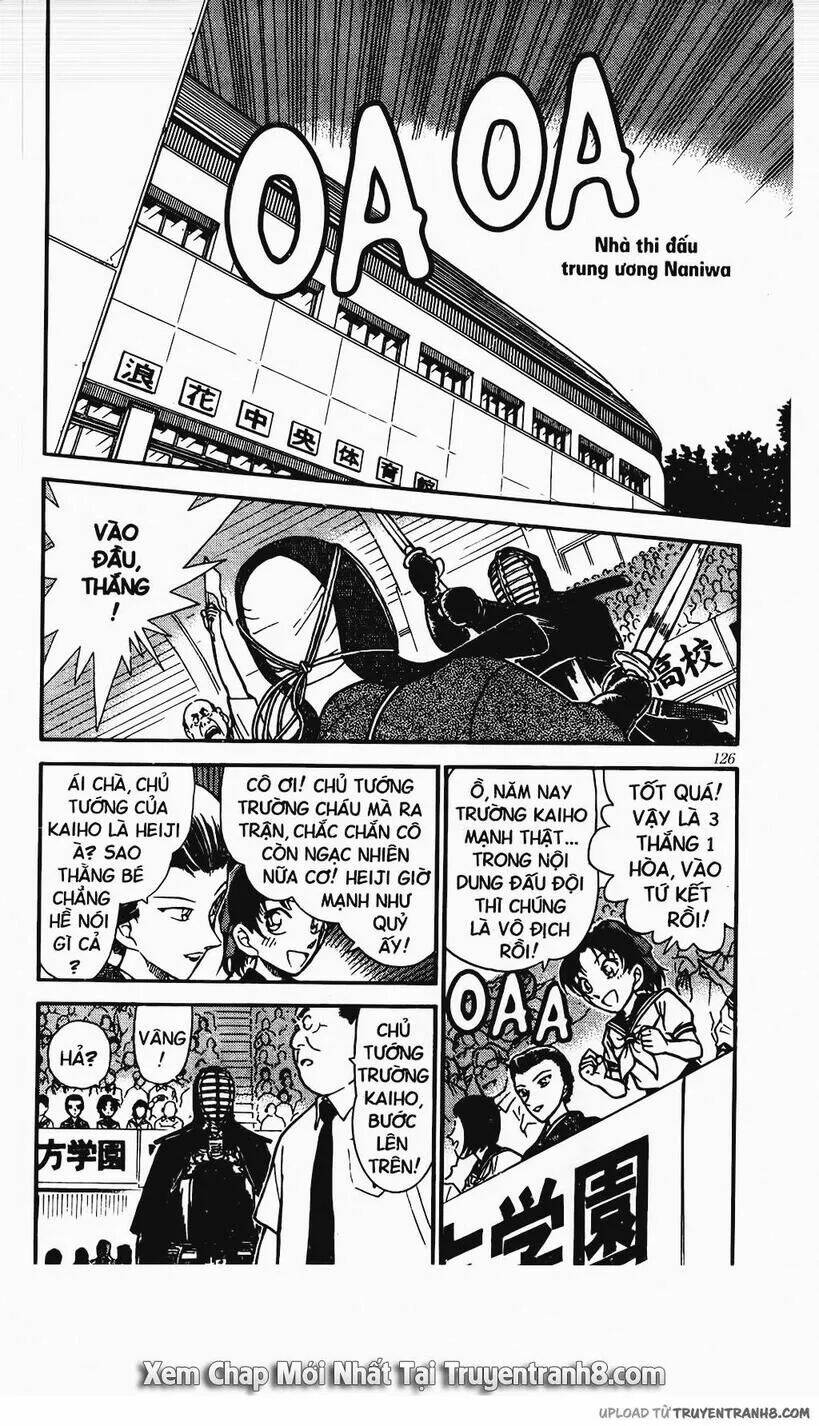 OA OA
Nhà thi đấu
trung ương Naniwa
浪花中央体育館
VÀO
ĐẦU,
THẮNG
!
高校
126
TỐT QUÁ!
VẬY LÀ 3
THẮNG 1
HÒA, VÀO
TỨ KẾT
RỒI!
Ồ, NĂM NAY
TRƯỜNG KAIHO
MẠNH THẬT...
TRONG NỘI
DUNG ĐẤU ĐỘI
THÌ CHÚNG
LÀ VÔ ĐỊCH
RỒI!
OAA
学園
CÔ ƠI! CHỦ TƯỚNG
TRƯỜNG CHÁU MÀ RA
TRẬN, CHẮC CHẮN CÔ
CÒN NGẠC NHIÊN
NỮA CƠ! HEIJI GIỜ
MẠNH NHƯ
QUỶ
ẤY!
ÁI CHÀ, CHỦ
TƯỚNG CỦA
KAIHO LÀ HEIJI
À? SAO
THẰNG BÉ
CHẲNG
HỀ NÓI
GÌ CẢ
?
CHỦ
TƯỚNG
TRƯỜNG
KAIHO,
BƯỚC
LÊN
TRÊN!
VÂNG
!
HẢ?
方学園
Xem Chap Mới Nhất Tại Truyentranh8.com
UPLOAD TỪ TRUYENTRANH8.NET